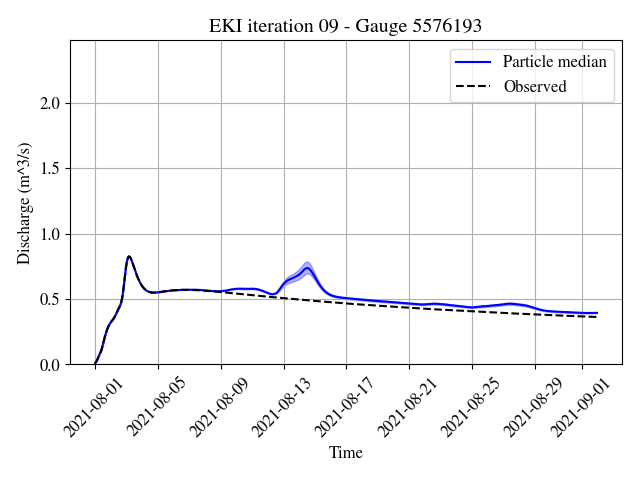 EKI iteration 09 - Gauge 5576193
Particle median
Observed
Discharge (m^3/s)
2.0
1.5
1.0
0.5
0.0
2021-08-01
2021-08-05
2021-08-09
2021-08-13
2021-08-17
2021-08-21
2021-08-25
2021-08-29
2021-09-01
Time